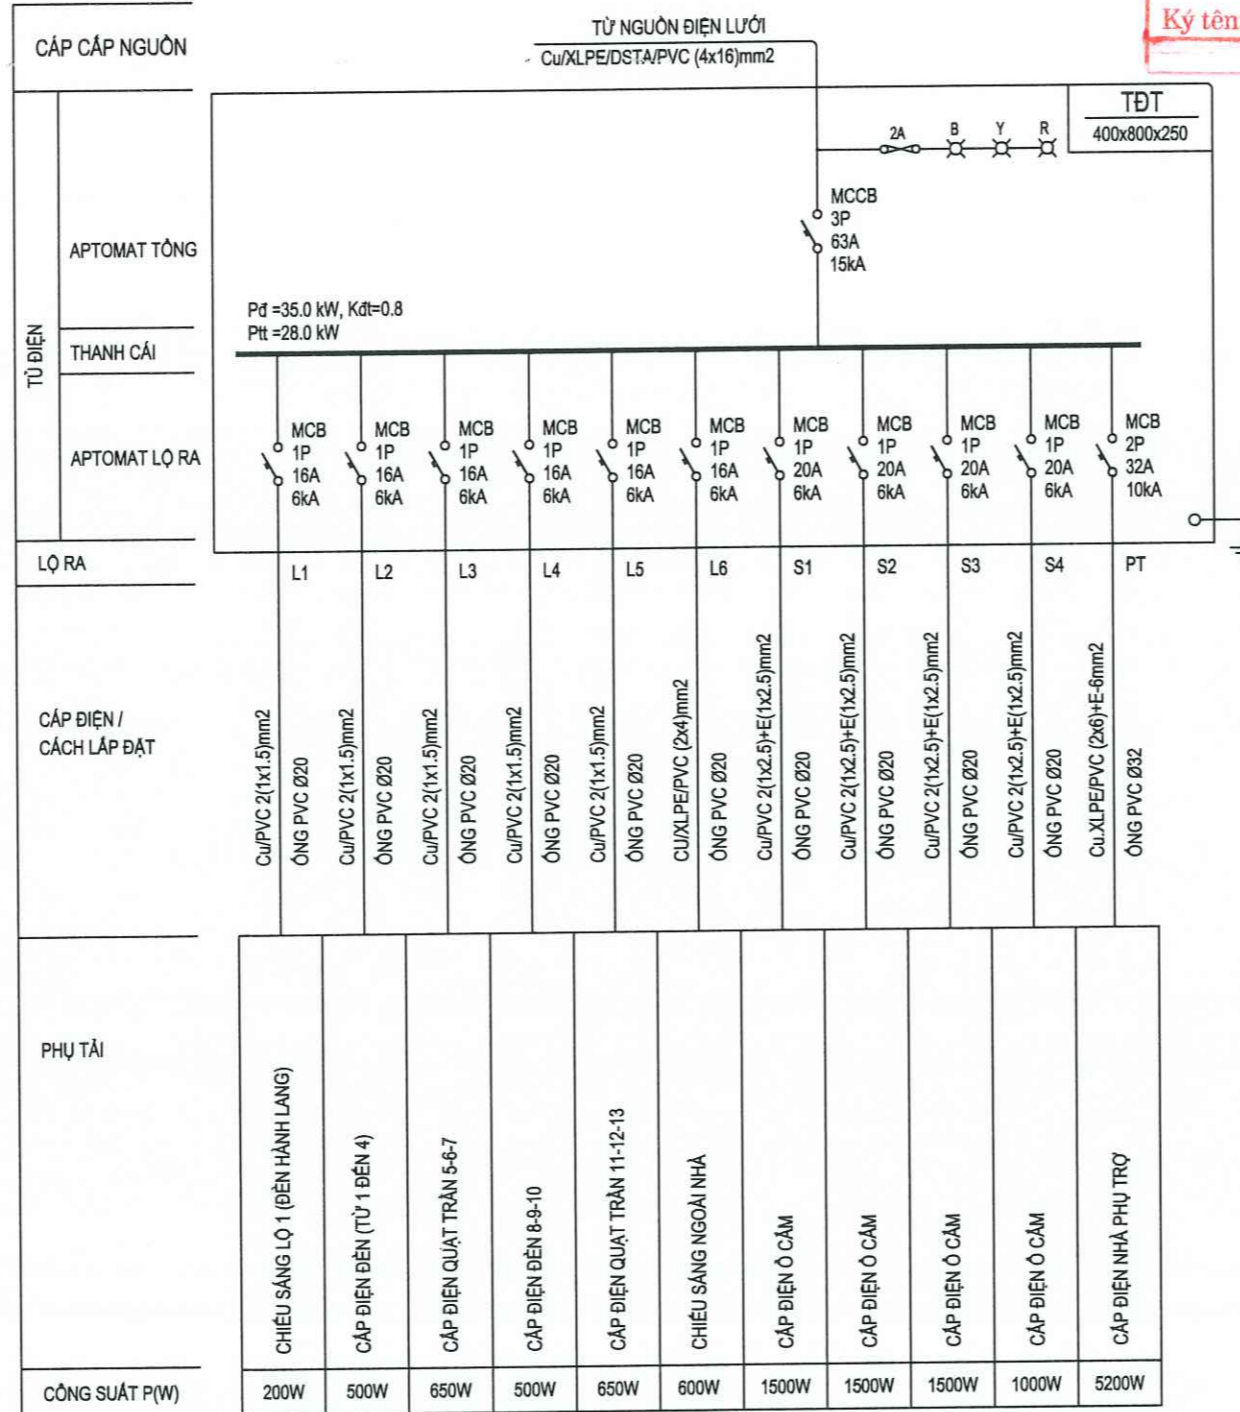 Ký tên
CÁP CẤP NGUỒN
TỪ NGUỒN ĐIỆN LƯỚI
Cu/XLPE/DSTA/PVC (4x16)mm2
TĐT
400x800x250
2A
B
Y
R
TỦ ĐIỆN
APTOMAT TỔNG
MCCB
3P
63A
15kA
Pđ =35.0 kW, Kđt=0.8
Ptt =28.0 kW
THANH CÁI
APTOMAT LỘ RA
MCB
1P
16A
6kA
MCB
1P
16A
6kA
MCB
1P
16A
6kA
MCB
1P
16A
6kA
MCB
1P
16A
6kA
MCB
1P
16A
6kA
MCB
1P
20A
6kA
MCB
1P
20A
6kA
MCB
1P
20A
6kA
MCB
1P
20A
6kA
MCB
2P
32A
10kA
LỘ RA
L1
L2
L3
L4
L5
L6
S1
S2
S3
S4
PT
CÁP ĐIỆN /
CÁCH LẮP ĐẶT
Cu/PVC 2(1x1.5)mm2
ỐNG PVC Ø20
Cu/PVC 2(1x1.5)mm2
ỐNG PVC Ø20
Cu/PVC 2(1x1.5)mm2
ỐNG PVC Ø20
Cu/PVC 2(1x1.5)mm2
ỐNG PVC Ø20
Cu/PVC 2(1x1.5)mm2
ỐNG PVC Ø20
CU/XLPE/PVC (2x4)mm2
ỐNG PVC Ø20
Cu/PVC 2(1x2.5)+E(1x2.5)mm2
ỐNG PVC Ø20
Cu/PVC 2(1x2.5)+E(1x2.5)mm2
ỐNG PVC Ø20
Cu/PVC 2(1x2.5)+E(1x2.5)mm2
ỐNG PVC Ø20
Cu/PVC 2(1x2.5)+E(1x2.5)mm2
ỐNG PVC Ø20
Cu.XLPE/PVC (2x6)+E-6mm2
ỐNG PVC Ø32
PHỤ TẢI
CHIẾU SÁNG LỘ 1 (ĐÈN HÀNH LANG)
CẤP ĐIỆN ĐÈN (TỪ 1 ĐẾN 4)
CẤP ĐIỆN QUẠT TRẦN 5-6-7
CẤP ĐIỆN ĐÈN 8-9-10
CẤP ĐIỆN QUẠT TRẦN 11-12-13
CHIẾU SÁNG NGOÀI NHÀ
CẤP ĐIỆN Ổ CẮM
CẤP ĐIỆN Ổ CẮM
CẤP ĐIỆN Ổ CẮM
CẤP ĐIỆN Ổ CẮM
CẤP ĐIỆN NHÀ PHỤ TRỢ
CÔNG SUẤT P(W)
200W
500W
650W
500W
650W
600W
1500W
1500W
1500W
1000W
5200W